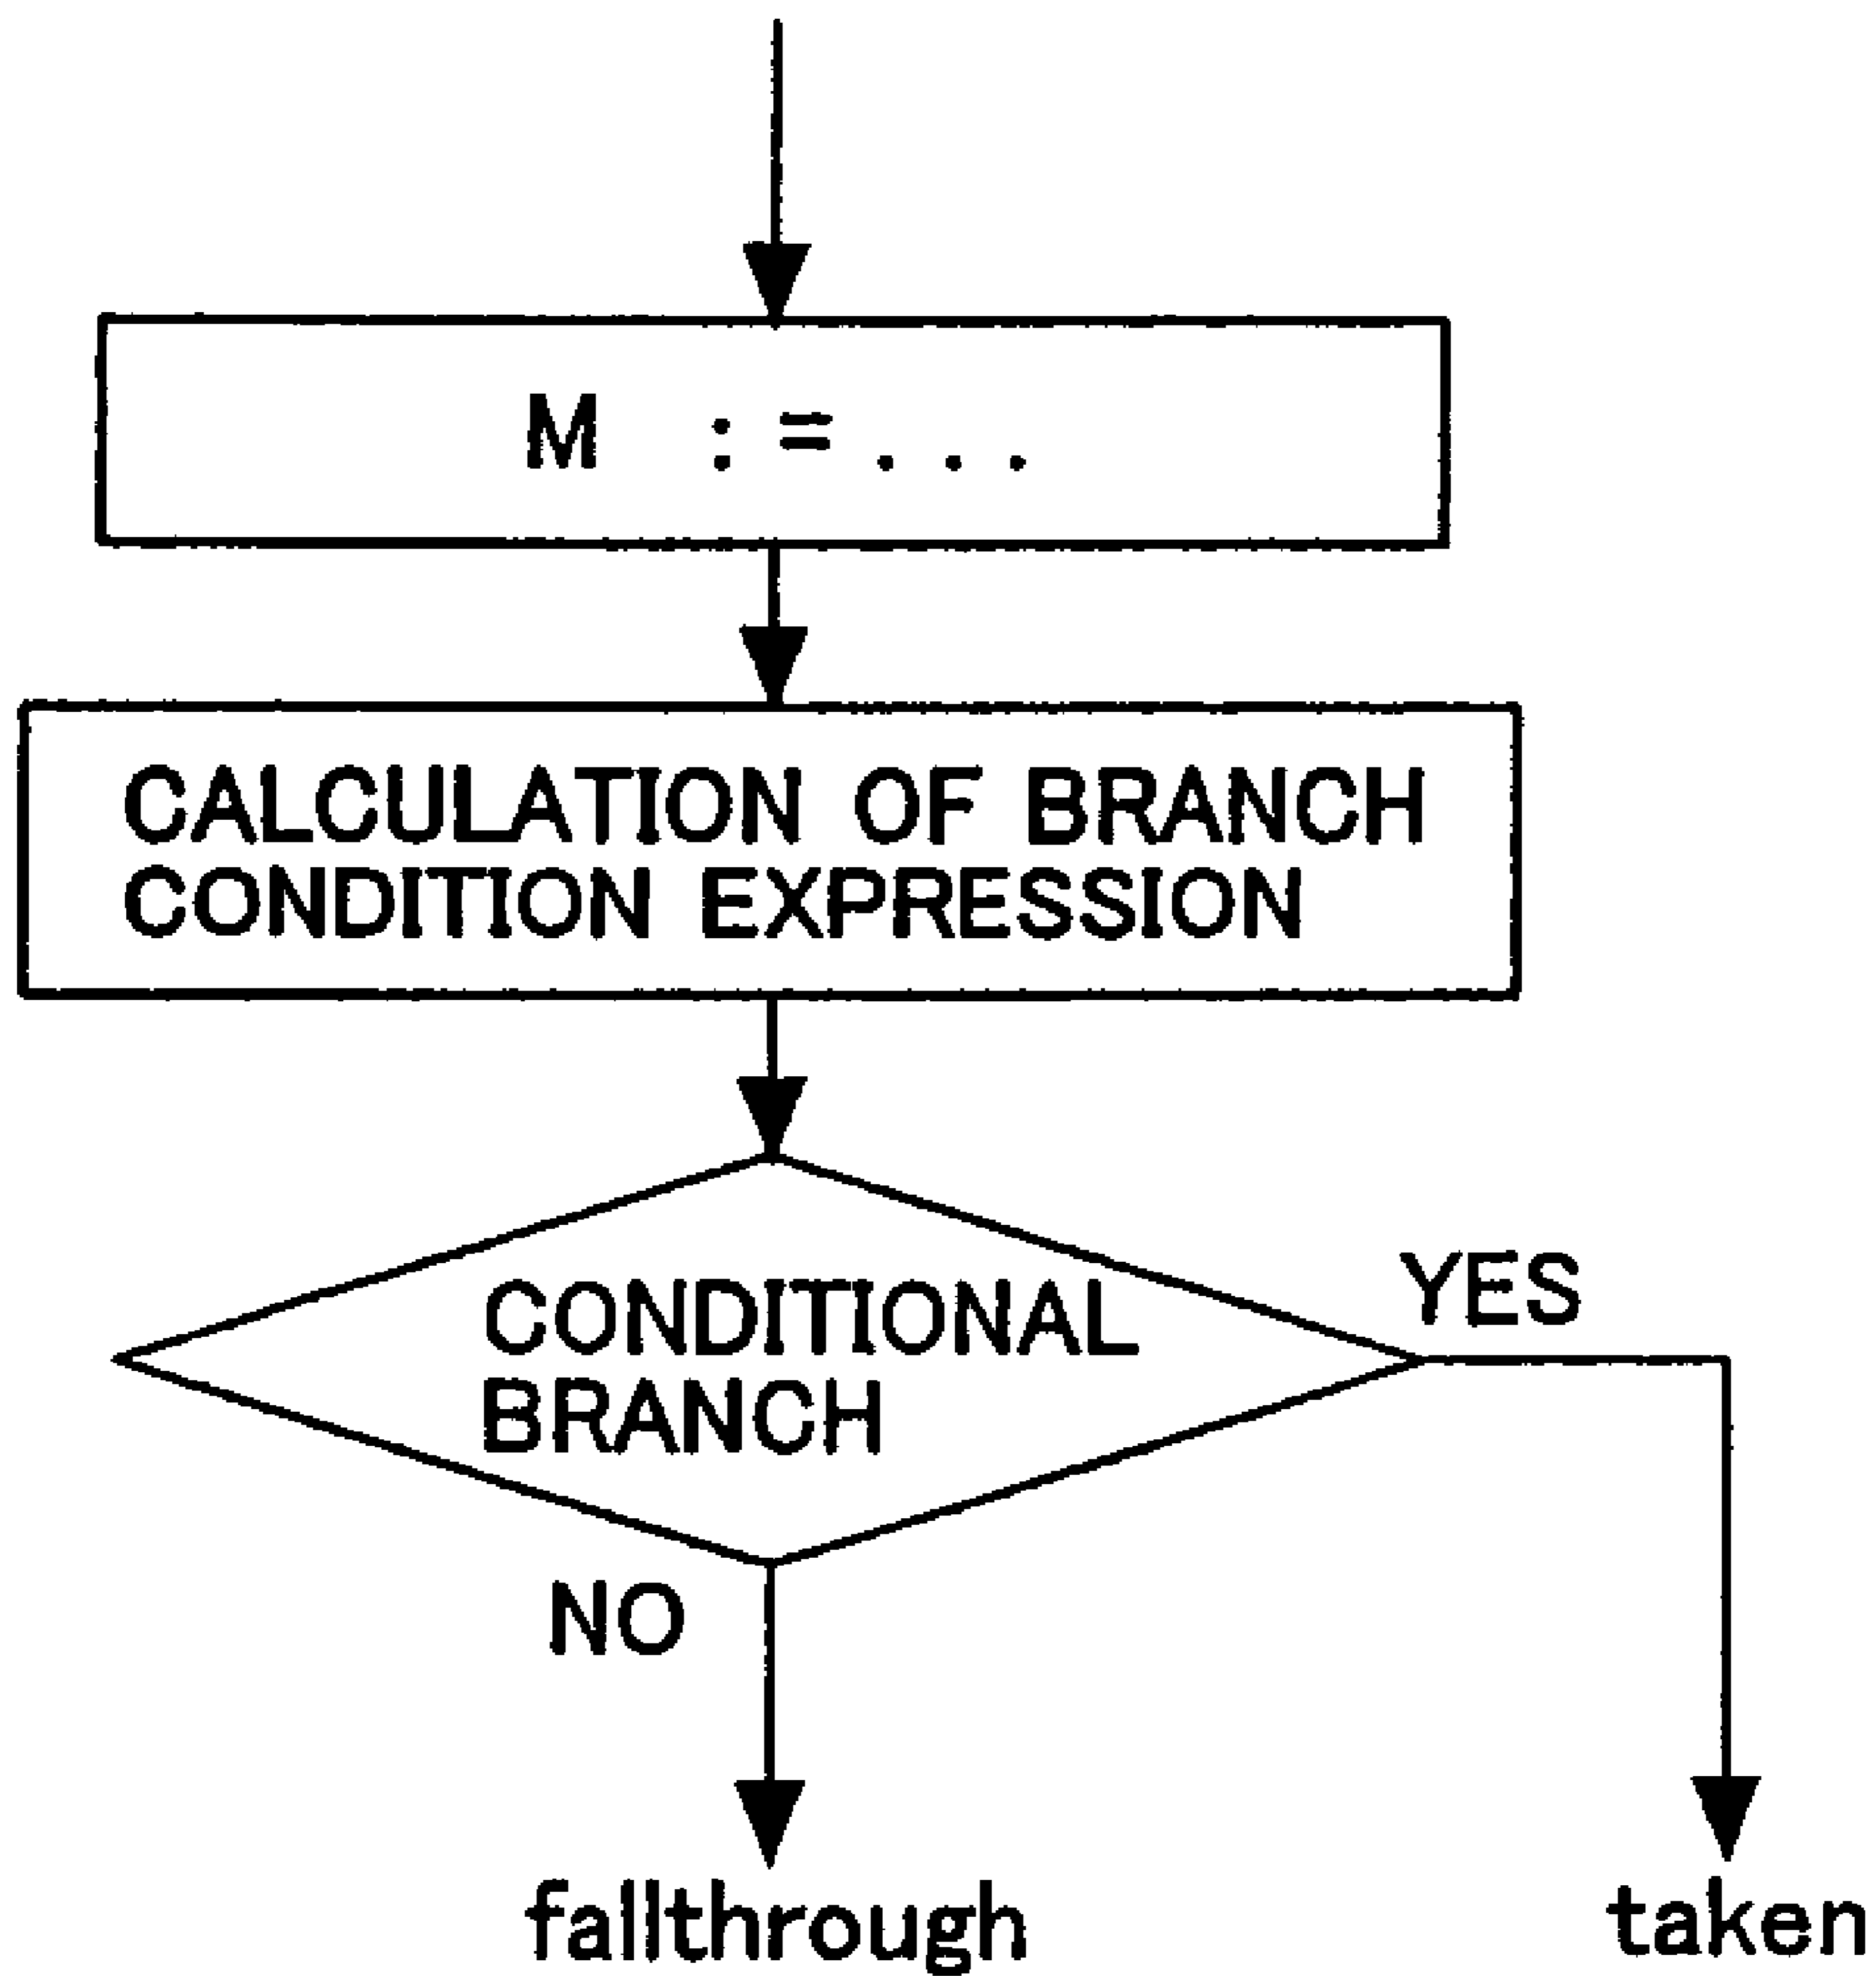 M := ...
CALCULATION OF BRANCH
CONDITION EXPRESSION
CONDITIONAL
BRANCH
YES
NO
fallthrough
taken